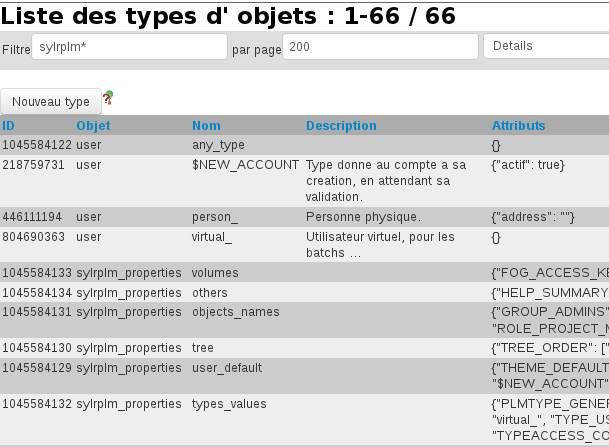 Liste des types d' objets : 1-66 / 66
Filtre sylrplm* par page 200 Details
Nouveau type ?
ID Objet Nom Description Attributs
1045584122 user any_type {}
218759731 user $NEW_ACCOUNT Type donne au compte a sa {"actif": true}
creation, en attendant sa
validation.
446111194 user person_ Personne physique. {"address": ""}
804690363 user virtual_ Utilisateur virtuel, pour les {}
batchs ...
1045584133 sylrplm_properties volumes {"FOG_ACCESS_KE
1045584134 sylrplm_properties others {"HELP_SUMMARY
1045584131 sylrplm_properties objects_names {"GROUP_ADMINS"
"ROLE_PROJECT_M
1045584130 sylrplm_properties tree {"TREE_ORDER": ["
1045584129 sylrplm_properties user_default {"THEME_DEFAULT
"$NEW_ACCOUNT"
1045584132 sylrplm_properties types_values {"PLMTYPE_GENER
"virtual_", "TYPE_US
"TYPEACCESS_CO